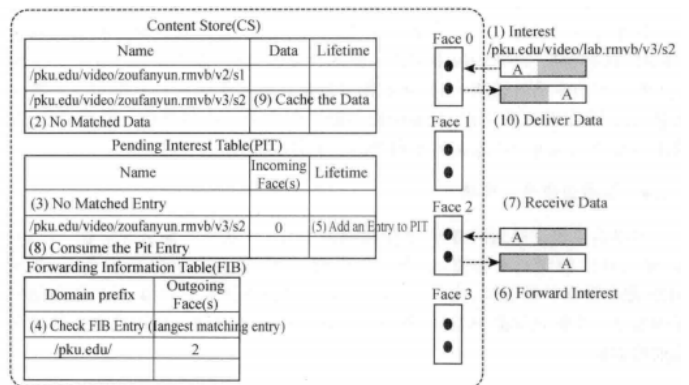 Content Store(CS)
Name Data Lifetime
/pku.edu/video/zoufanyun.rmvb/v2/s1
/pku.edu/video/zoufanyun.rmvb/v3/s2 (9) Cache the Data
(2) No Matched Data
Pending Interest Table(PIT)
Name Incoming Face(s) Lifetime
(3) No Matched Entry
/pku.edu/video/zoufanyun.rmvb/v3/s2 0 (5) Add an Entry to PIT
(8) Consume the Pit Entry
Forwarding Information Table(FIB)
Domain prefix Outgoing Face(s)
(4) Check FIB Entry (langest matching entry)
/pku.edu/ 2
Face 0
(1) Interest
/pku.edu/video/lab.rmvb/v3/s2
A
A
(10) Deliver Data
Face 1
Face 2
(7) Receive Data
A
A
(6) Forward Interest
Face 3